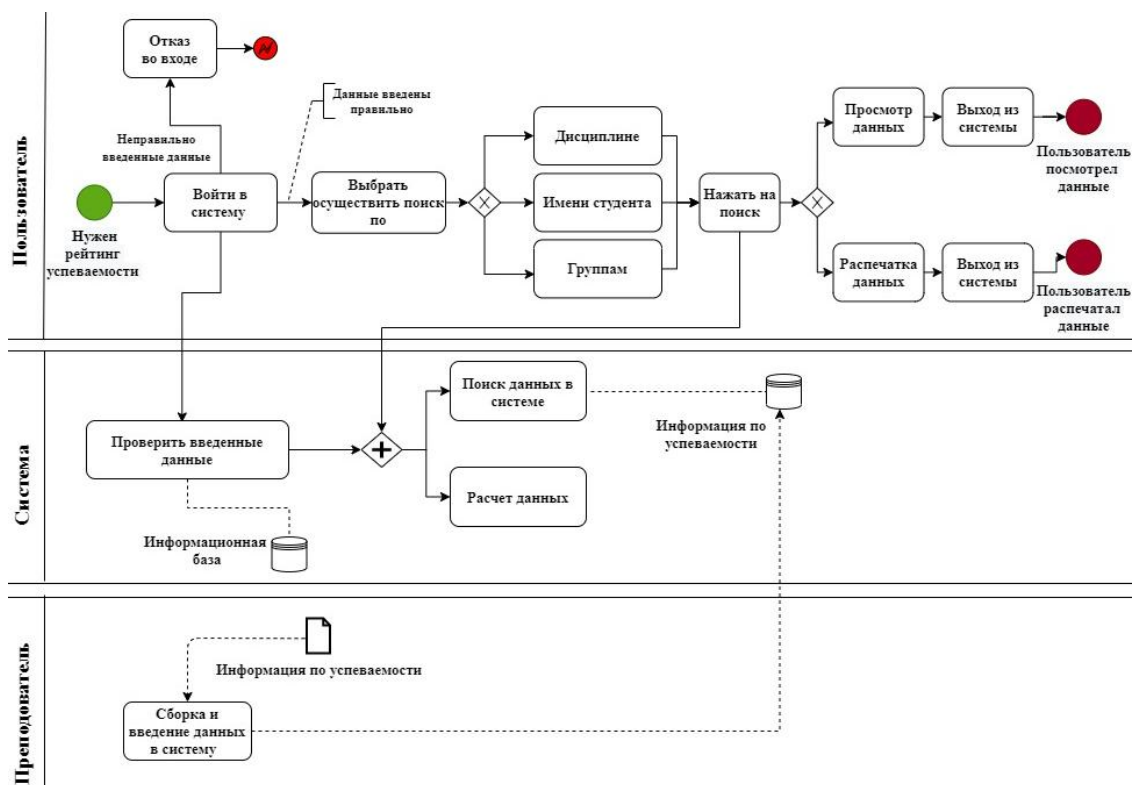 Пользователь
Отказ
во входе
Данные введены
правильно
Неправильно
введенные данные
Нужен
рейтинг
успеваемости
Войти в
систему
Выбрать
осуществить поиск
по
Дисциплине
Имени студента
Группам
Нажать на
поиск
Просмотр
данных
Выход из
системы
Пользователь
посмотрел
данные
Распечатка
данных
Выход из
системы
Пользователь
распечатал
данные
Система
Проверить введенные
данные
Информационная
база
Поиск данных в
системе
Расчет данных
Информация по
успеваемости
Преподователь
Информация по успеваемости
Сборка и
введение данных
в систему